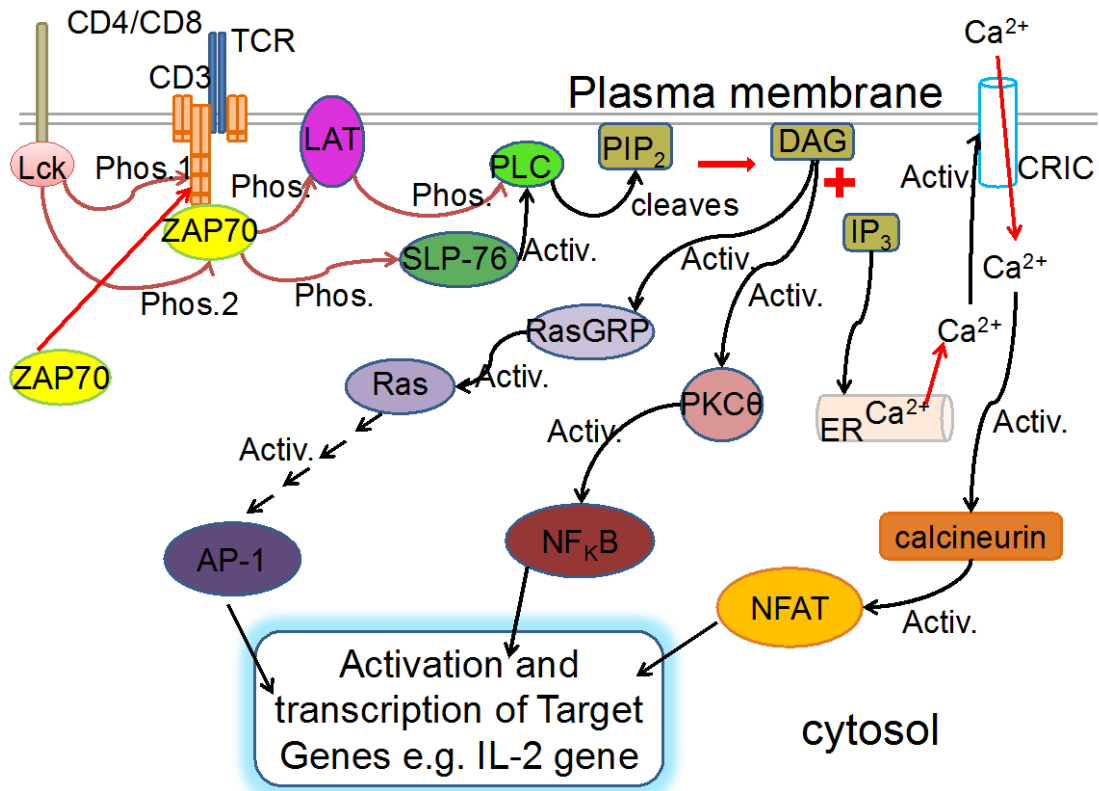 CD4/CD8
TCR
Ca²⁺
CD3
Plasma membrane
LAT
PIP₂
DAG
Lck
Phos.1
PLC
CRIC
Activ.
Phos.
Phos.
cleaves
ZAP70
IP₃
SLP-76
Activ.
Activ.
Ca²⁺
Phos.2
Phos.
Activ.
RasGRP
Ca²⁺
ZAP70
Ras
Activ.
PKCθ
Ca²⁺
ER
Activ.
Activ.
Activ.
calcineurin
AP-1
NFκB
NFAT
Activ.
Activation and
transcription of Target
Genes e.g. IL-2 gene
cytosol